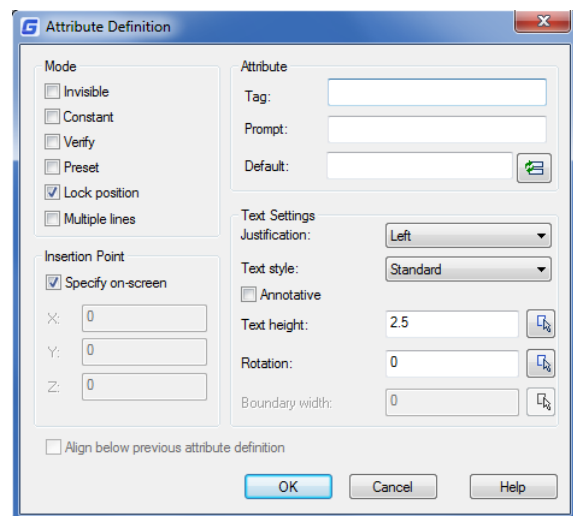 Attribute Definition
Mode
Invisible
Constant
Verify
Preset
Lock position
Multiple lines
Attribute
Tag:
Prompt:
Default:
Insertion Point
Specify on-screen
X: 0
Y: 0
Z: 0
Text Settings
Justification: Left
Text style: Standard
Annotative
Text height: 2.5
Rotation: 0
Boundary width: 0
Align below previous attribute definition
OK Cancel Help